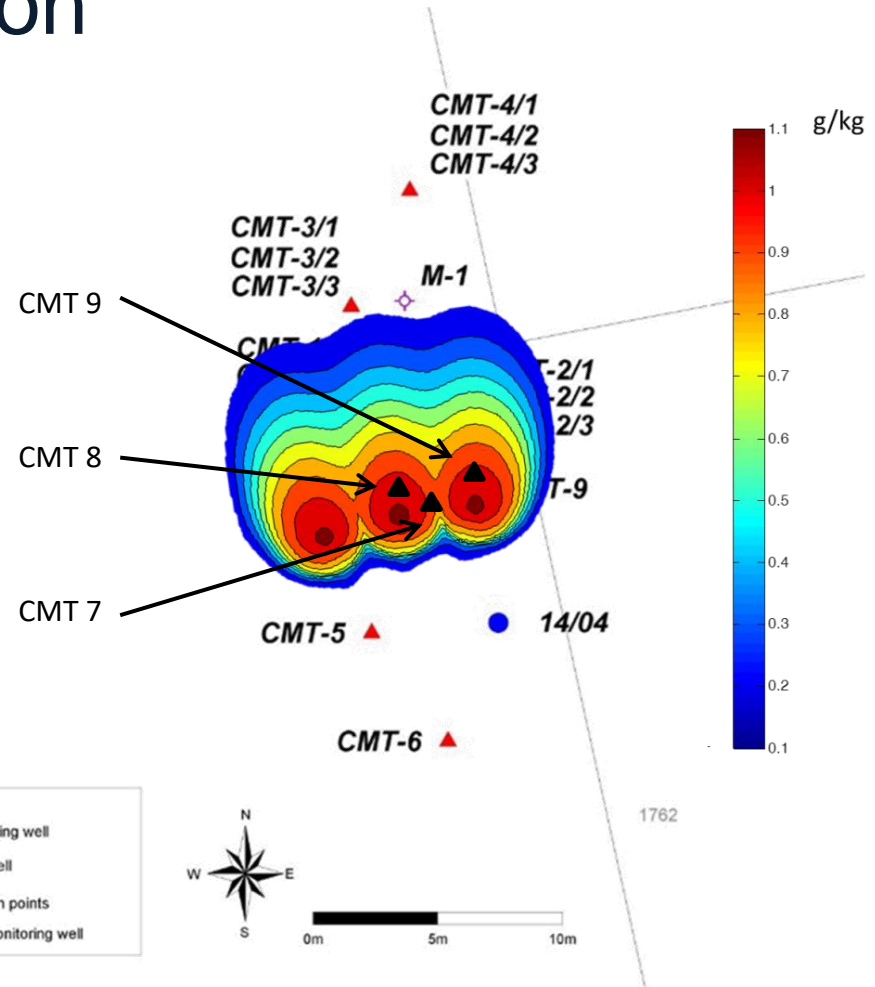 on
CMT-4/1
CMT-4/2
CMT-4/3
g/kg
1.1
1
0.9
0.8
0.7
0.6
0.5
0.4
0.3
0.2
0.1
CMT-3/1
CMT-3/2
CMT-3/3
M-1
CMT 9
-2/1
-2/2
2/3
CMT 8
T-9
CMT 7
CMT-5
14/04
CMT-6
1762
ing well
ell
n points
onitoring well
N
W E
S
0m 5m 10m